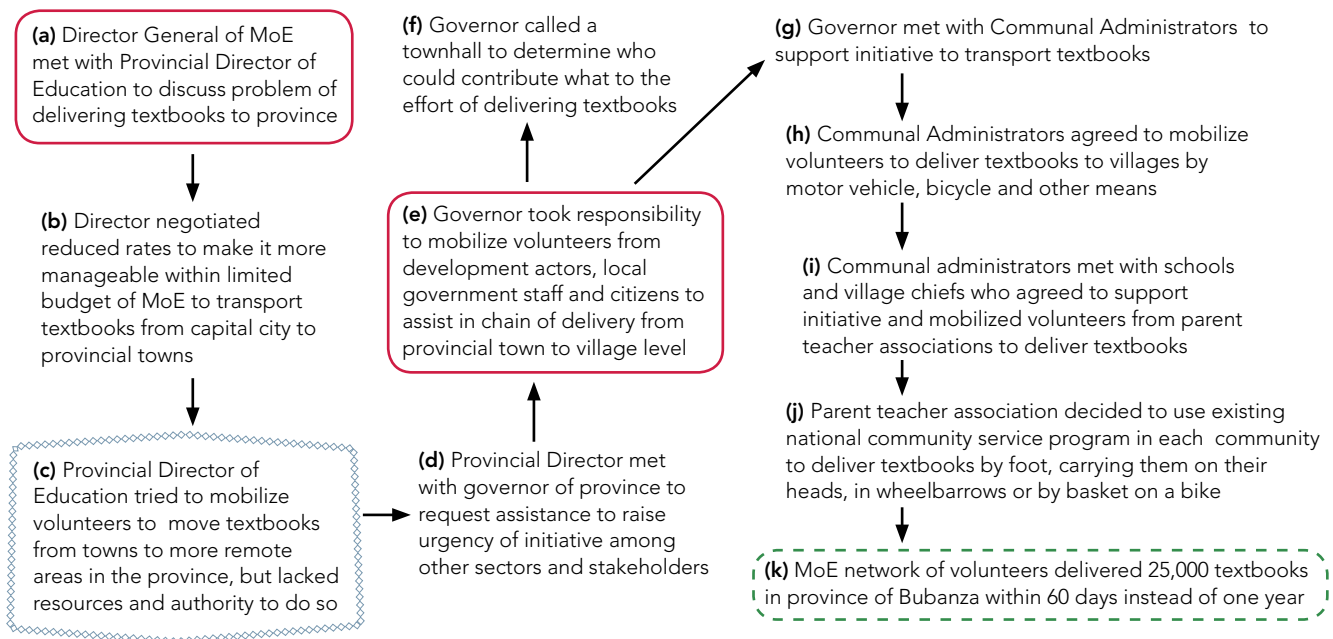 (a) Director General of MoE
met with Provincial Director of
Education to discuss problem of
delivering textbooks to province
(b) Director negotiated
reduced rates to make it more
manageable within limited
budget of MoE to transport
textbooks from capital city to
provincial towns
(c) Provincial Director of
Education tried to mobilize
volunteers to move textbooks
from towns to more remote
areas in the province, but lacked
resources and authority to do so
(d) Provincial Director met
with governor of province to
request assistance to raise
urgency of initiative among
other sectors and stakeholders
(e) Governor took responsibility
to mobilize volunteers from
development actors, local
government staff and citizens to
assist in chain of delivery from
provincial town to village level
(f) Governor called a
townhall to determine who
could contribute what to the
effort of delivering textbooks
(g) Governor met with Communal Administrators to
support initiative to transport textbooks
(h) Communal Administrators agreed to mobilize
volunteers to deliver textbooks to villages by
motor vehicle, bicycle and other means
(i) Communal administrators met with schools
and village chiefs who agreed to support
initiative and mobilized volunteers from parent
teacher associations to deliver textbooks
(j) Parent teacher association decided to use existing
national community service program in each community
to deliver textbooks by foot, carrying them on their
heads, in wheelbarrows or by basket on a bike
(k) MoE network of volunteers delivered 25,000 textbooks
in province of Bubanza within 60 days instead of one year